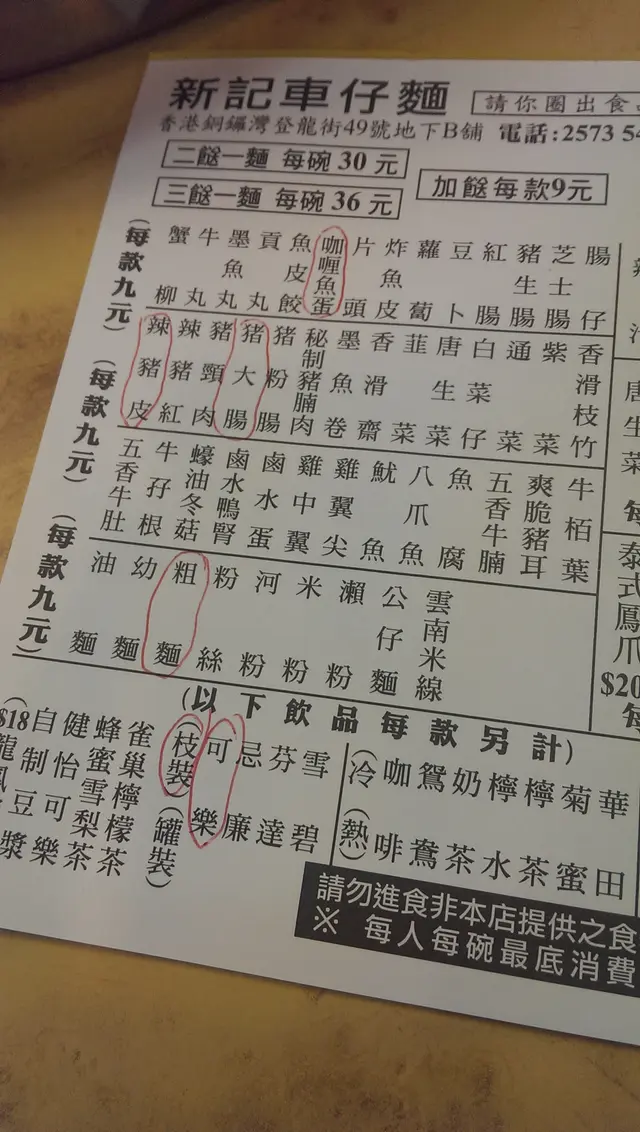 新記車仔麵
請你圈出食
香港銅鑼灣登龍街49號地下B舖 電話:2573 5
二餸一麵 每碗30元
三餸一麵 每碗36元
加餸每款9元
(每款九元)
蟹柳
牛丸
墨魚丸
貢丸
魚皮餃
咖喱魚蛋
片頭
炸魚皮
蘿蔔
豆卜
紅腸
豬生腸
芝士腸
腸仔
(每款九元)
辣豬皮
辣豬紅
豬頸肉
豬大腸
豬粉腸
秘制豬腩肉
墨魚卷
香滑齋
韮菜
唐生菜
白菜仔
通菜
紫菜
香滑枝竹
唐生菜
五香牛肚
牛孖根
蠔油冬菇
鹵水鴨腎
鹵水蛋
雞中翼
雞翼尖
魷魚
八爪魚
魚腐
五香牛腩
爽脆豬耳
牛栢葉
(每款九元)
油麵
幼麵
粗麵
粉絲
河粉
米粉
瀨粉
公仔麵
雲南米線
泰式鳳爪
$20
每
(以下飲品每款另計)
$18
自制豆漿
健怡可樂
蜂蜜雪梨茶
雀巢檸檬茶
枝裝
(罐裝)
可樂
忌廉
芬達
雪碧
(冷)
(熱)
咖啡
鴛鴦
奶茶
檸水
檸茶
菊蜜
華田
請勿進食非本店提供之食
※ 每人每碗最底消費